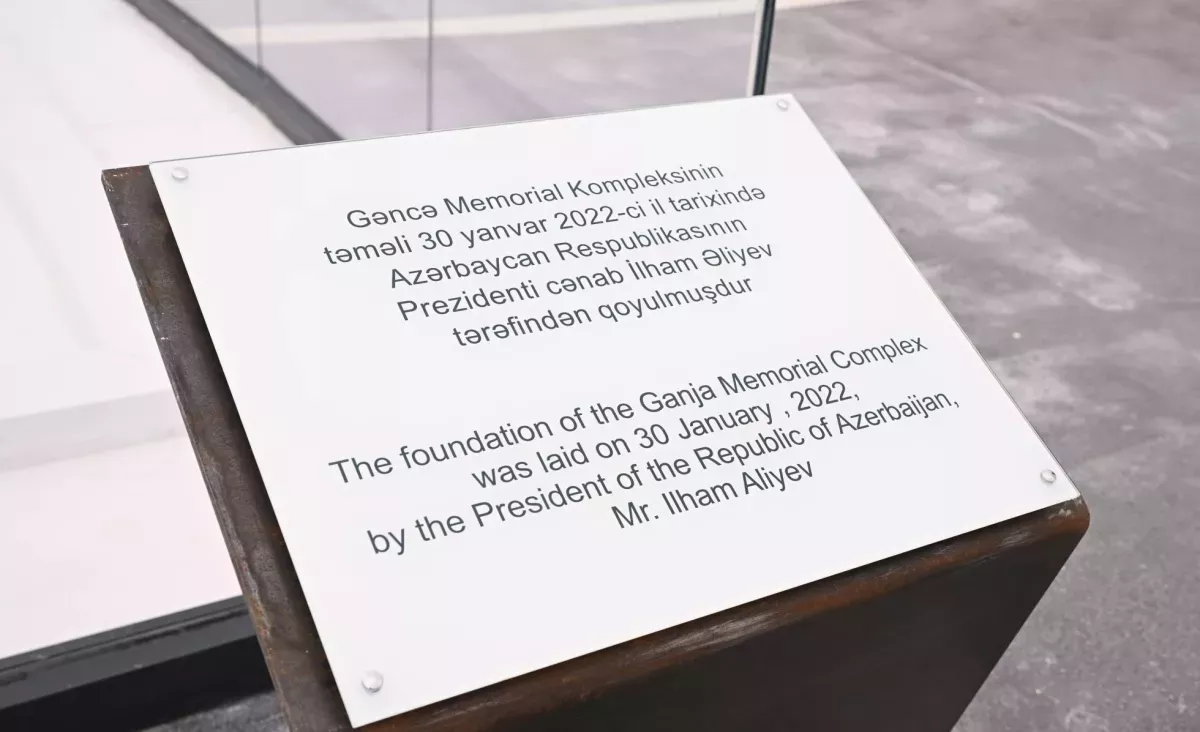 Gəncə Memorial Kompleksinin
təməli 30 yanvar 2022-ci il tarixində
Azərbaycan Respublikasının
Prezidenti cənab İlham Əliyev
tərəfindən qoyulmuşdur
The foundation of the Ganja Memorial Complex
was laid on 30 January , 2022,
by the President of the Republic of Azerbaijan,
Mr. Ilham Aliyev